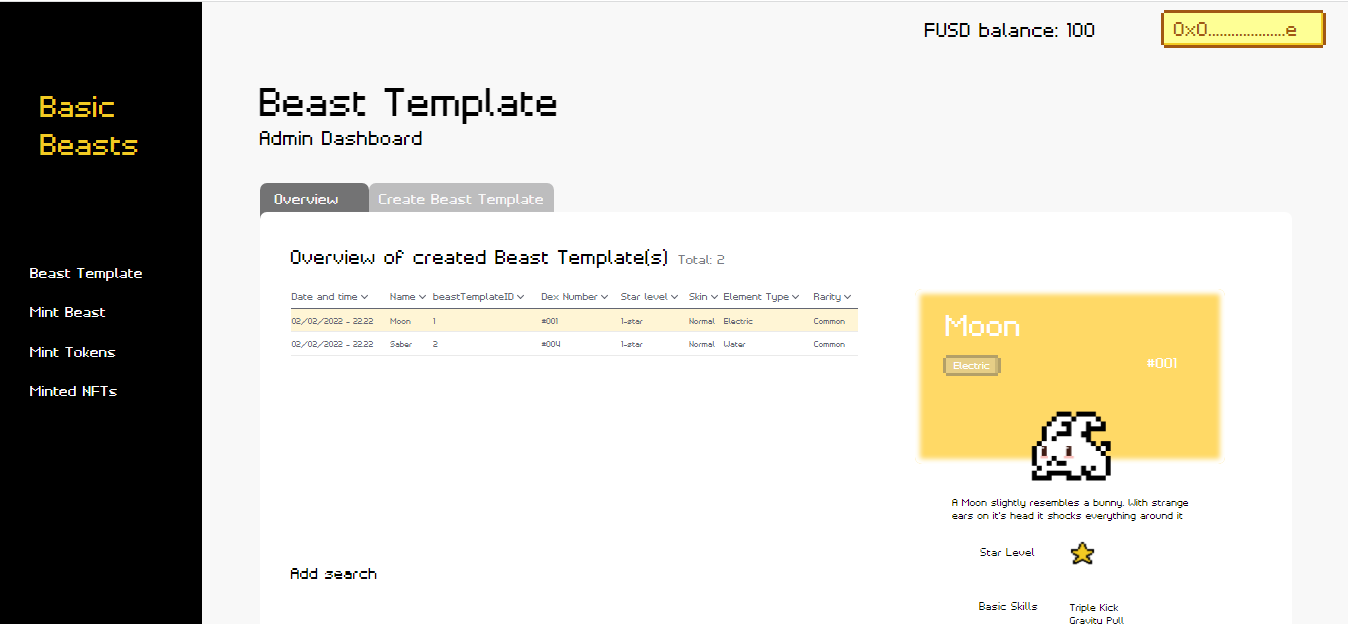 FUSD balance: 100
0x0...................e
Basic
Beasts
Beast Template
Admin Dashboard
Overview
Create Beast Template
Beast Template
Mint Beast
Mint Tokens
Minted NFTs
Overview of created Beast Template(s) Total: 2
Date and time Name beastTemplateID Dex Number Star level Skin Element Type Rarity
02/02/2022 - 22.22 Moon 1 #001 1-star Normal Electric Common
02/02/2022 - 22.22 Saber 2 #004 1-star Normal Water Common
Add search
Moon
Electric #001
A Moon slightly resembles a bunny. With strange
ears on it's head it shocks everything around it
Star Level
Basic Skills Triple Kick
Gravity Pull